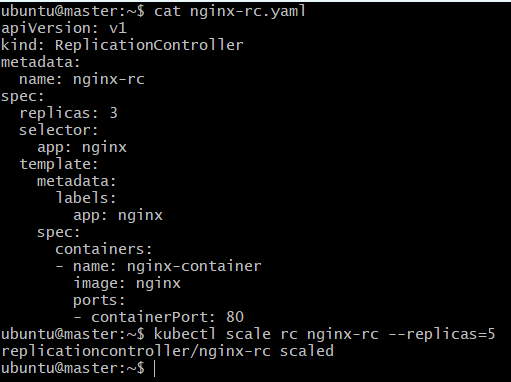 ubuntu@master:~$ cat nginx-rc.yaml
apiVersion: v1
kind: ReplicationController
metadata:
  name: nginx-rc
spec:
  replicas: 3
  selector:
    app: nginx
  template:
    metadata:
      labels:
        app: nginx
    spec:
      containers:
      - name: nginx-container
        image: nginx
        ports:
        - containerPort: 80
ubuntu@master:~$ kubectl scale rc nginx-rc --replicas=5
replicationcontroller/nginx-rc scaled
ubuntu@master:~$